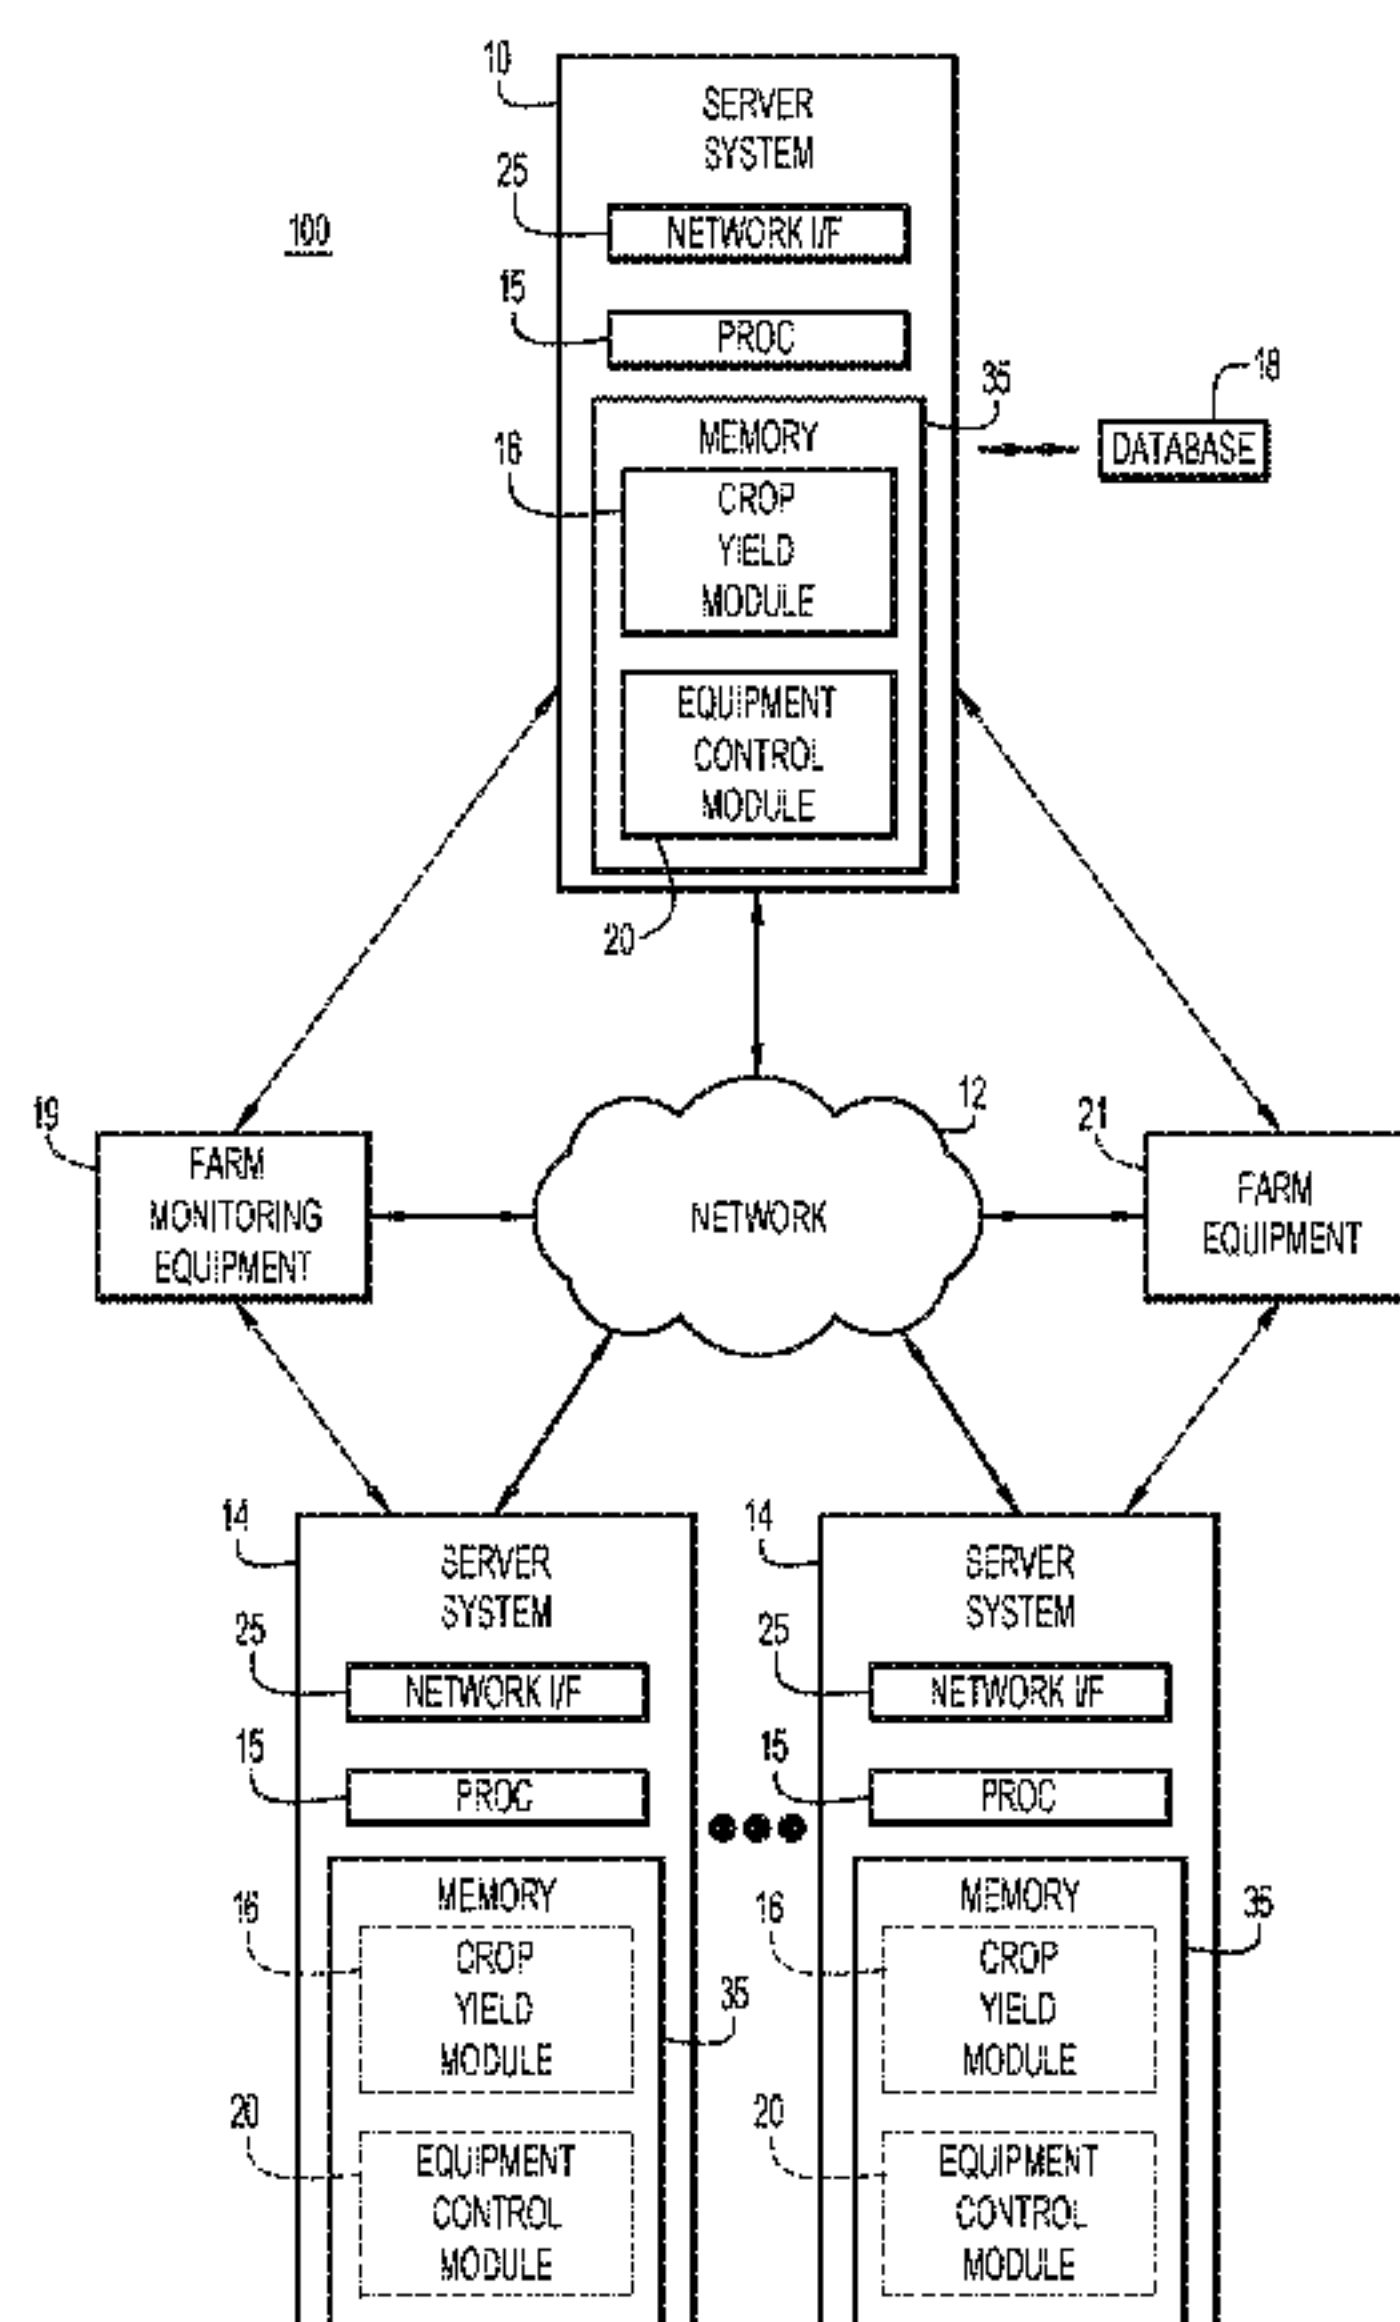 10
SERVER
SYSTEM
25
NETWORK I/F
100
15
PROC
18
35
MEMORY
DATABASE
16
CROP
YIELD
MODULE
EQUIPMENT
CONTROL
MODULE
20
12
19
21
FARM
MONITORING
EQUIPMENT
NETWORK
FARM
EQUIPMENT
14
SERVER
SYSTEM
25
NETWORK I/F
15
PROC
MEMORY
16
CROP
YIELD
MODULE
35
20
EQUIPMENT
CONTROL
MODULE
14
SERVER
SYSTEM
25
NETWORK I/F
15
PROC
MEMORY
35
16
CROP
YIELD
MODULE
20
EQUIPMENT
CONTROL
MODULE